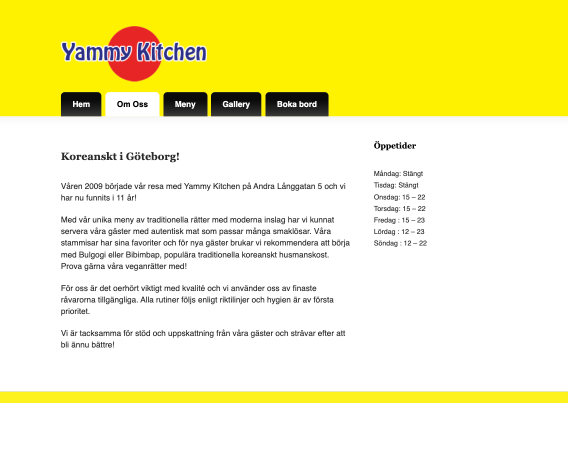 Yammy Kitchen
Hem
Om Oss
Meny
Gallery
Boka bord
Koreanskt i Göteborg!
Våren 2009 började vår resa med Yammy Kitchen på Andra Långgatan 5 och vi
har nu funnits i 11 år!
Med vår unika meny av traditionella rätter med moderna inslag har vi kunnat
servera våra gäster med autentisk mat som passar många smaklösar. Våra
stammisar har sina favoriter och för nya gäster brukar vi rekommendera att börja
med Bulgogi eller Bibimbap, populära traditionella koreanskt husmanskost.
Prova gärna våra veganrätter med!
För oss är det oerhört viktigt med kvalité och vi använder oss av finaste
råvarorna tillgängliga. Alla rutiner följs enligt riktilinjer och hygien är av första
prioritet.
Vi är tacksamma för stöd och uppskattning från våra gäster och strävar efter att
bli ännu bättre!
Öppetider
Måndag: Stängt
Tisdag: Stängt
Onsdag: 15 – 22
Torsdag: 15 – 22
Fredag : 15 – 23
Lördag : 12 – 23
Söndag : 12 – 22